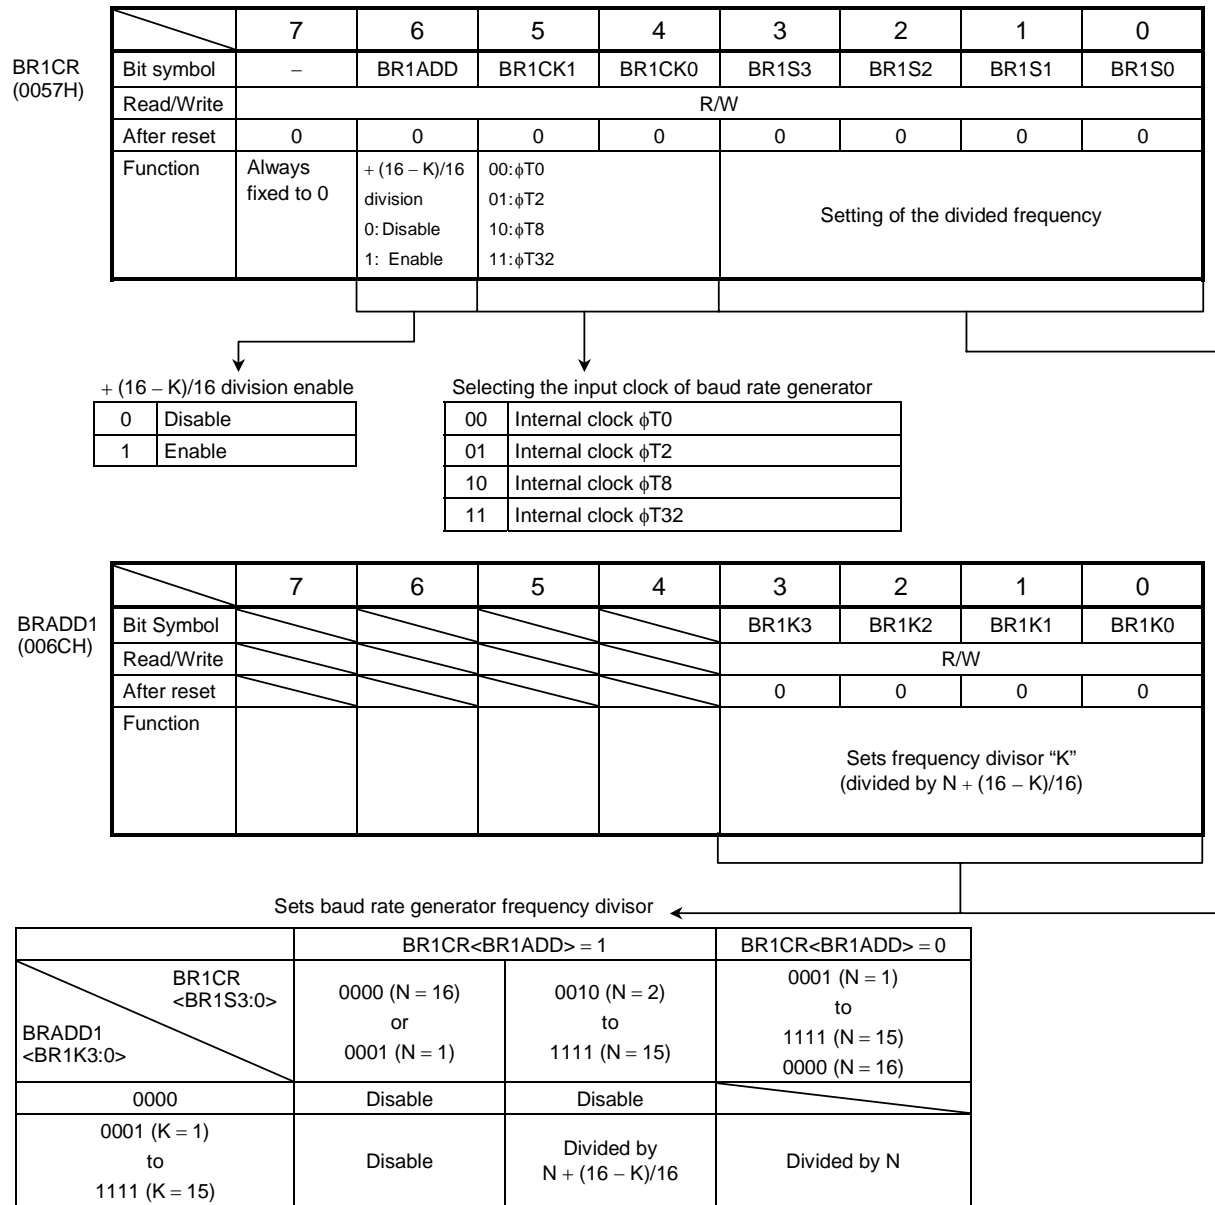 7 6 5 4 3 2 1 0
BR1CR
(0057H)
Bit symbol – BR1ADD BR1CK1 BR1CK0 BR1S3 BR1S2 BR1S1 BR1S0
Read/Write R/W
After reset 0 0 0 0 0 0 0 0
Function
Always
fixed to 0
+ (16 – K)/16
division
0: Disable
1: Enable
00: ϕT0
01: ϕT2
10: ϕT8
11: ϕT32
Setting of the divided frequency
+ (16 – K)/16 division enable
0 Disable
1 Enable
Selecting the input clock of baud rate generator
00 Internal clock ϕT0
01 Internal clock ϕT2
10 Internal clock ϕT8
11 Internal clock ϕT32
7 6 5 4 3 2 1 0
BRADD1
(006CH)
Bit Symbol BR1K3 BR1K2 BR1K1 BR1K0
Read/Write R/W
After reset 0 0 0 0
Function
Sets frequency divisor “K”
(divided by N + (16 – K)/16)
Sets baud rate generator frequency divisor
BR1CR<BR1ADD> = 1 BR1CR<BR1ADD> = 0
BR1CR
<BR1S3:0>
BRADD1
<BR1K3:0>
0000 (N = 16)
or
0001 (N = 1)
0010 (N = 2)
to
1111 (N = 15)
0001 (N = 1)
to
1111 (N = 15)
0000 (N = 16)
0000 Disable Disable
0001 (K = 1)
to
1111 (K = 15)
Disable
Divided by
N + (16 – K)/16
Divided by N